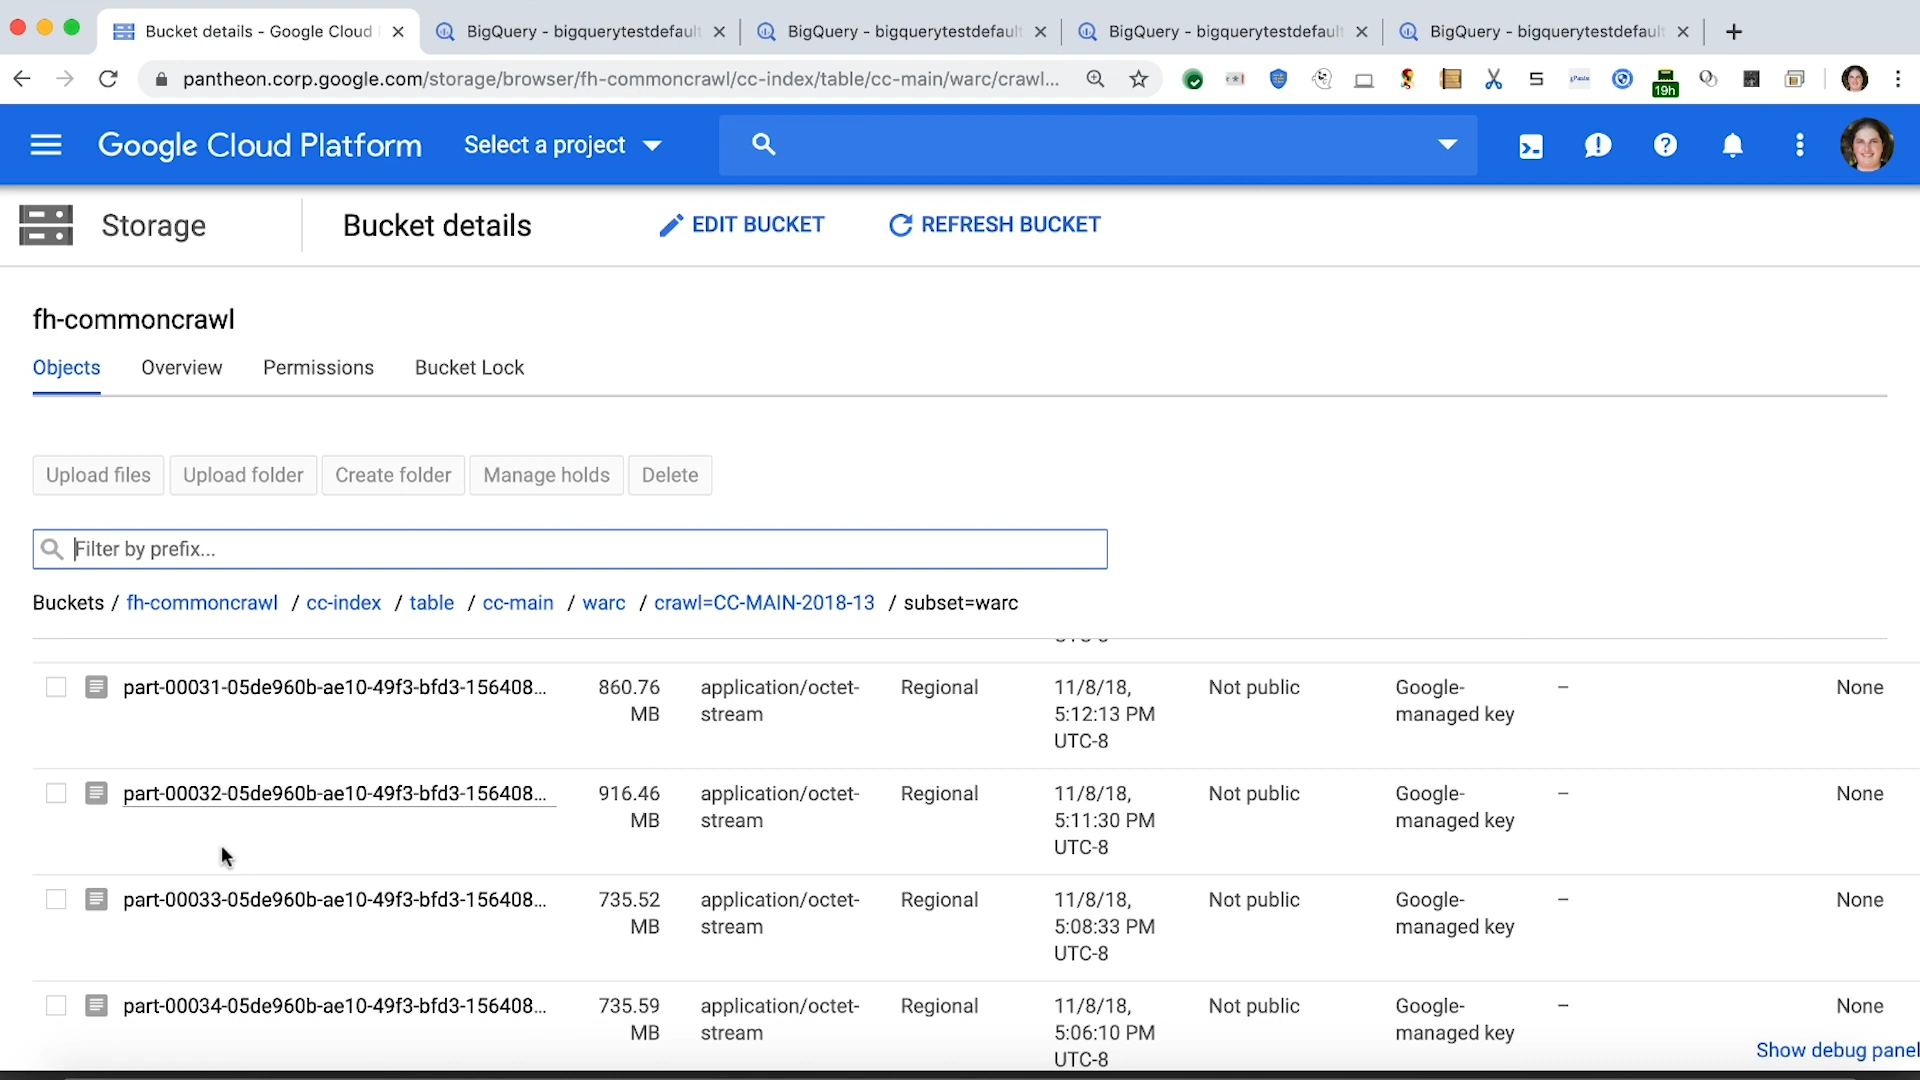 Bucket details - Google Cloud
BigQuery - bigquerytestdefault
BigQuery - bigquerytestdefault
BigQuery - bigquerytestdefault
BigQuery - bigquerytestdefault
pantheon.corp.google.com/storage/browser/fh-commoncrawl/cc-index/table/cc-main/warc/crawl...
19h
Google Cloud Platform
Select a project
Storage
Bucket details
EDIT BUCKET
REFRESH BUCKET
fh-commoncrawl
Objects
Overview
Permissions
Bucket Lock
Upload files
Upload folder
Create folder
Manage holds
Delete
Filter by prefix...
Buckets / fh-commoncrawl / cc-index / table / cc-main / warc / crawl=CC-MAIN-2018-13 / subset=warc
part-00031-05de960b-ae10-49f3-bfd3-156408... 860.76 application/octet- Regional 11/8/18, Not public Google- – None
MB stream 5:12:13 PM managed key
UTC-8
part-00032-05de960b-ae10-49f3-bfd3-156408... 916.46 application/octet- Regional 11/8/18, Not public Google- – None
MB stream 5:11:30 PM managed key
UTC-8
part-00033-05de960b-ae10-49f3-bfd3-156408... 735.52 application/octet- Regional 11/8/18, Not public Google- – None
MB stream 5:08:33 PM managed key
UTC-8
part-00034-05de960b-ae10-49f3-bfd3-156408... 735.59 application/octet- Regional 11/8/18, Not public Google- – None
MB stream 5:06:10 PM managed key
UTC-8
Show debug panel